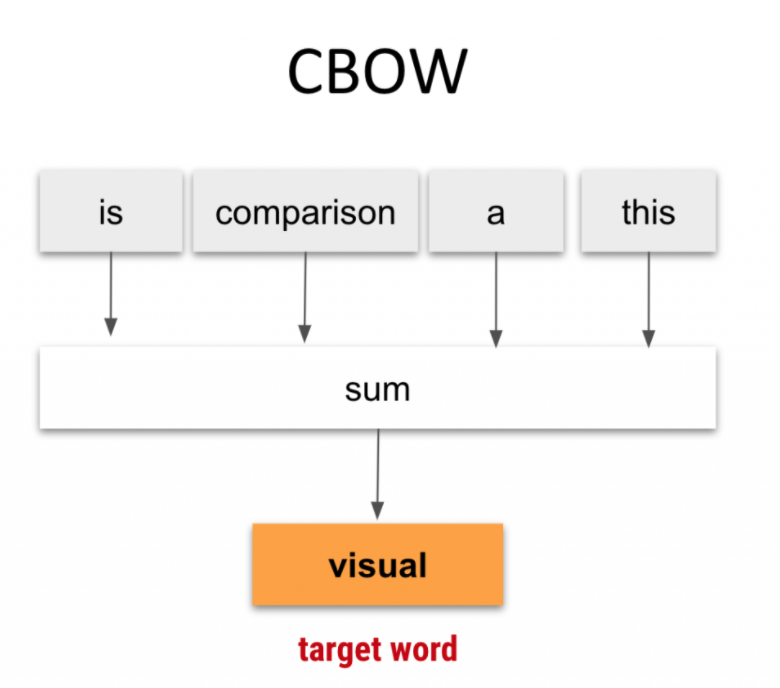 CBOW
is comparison a this
sum
visual
target word